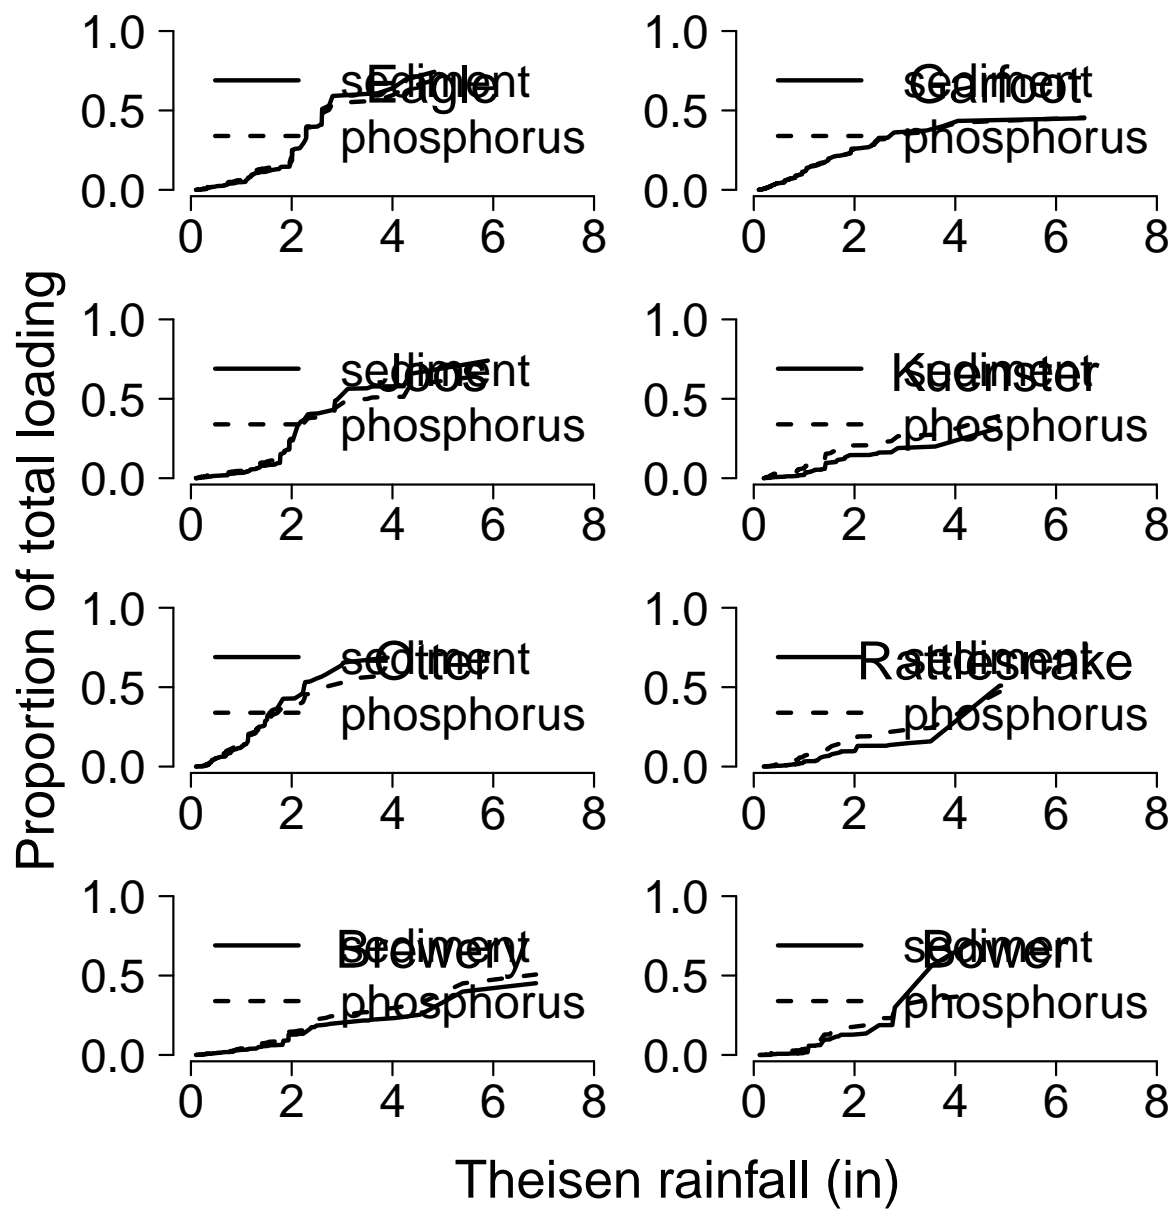 1.0
0.5
0.0
0 2 4 6 8
sediment
phosphorus
Eagle
1.0
0.5
0.0
0 2 4 6 8
sediment
phosphorus
Garfoot
1.0
0.5
0.0
0 2 4 6 8
sediment
phosphorus
Joos
1.0
0.5
0.0
0 2 4 6 8
sediment
phosphorus
Kuenster
1.0
0.5
0.0
0 2 4 6 8
sediment
phosphorus
Otter
1.0
0.5
0.0
0 2 4 6 8
sediment
phosphorus
Rattlesnake
1.0
0.5
0.0
0 2 4 6 8
sediment
phosphorus
Brewery
1.0
0.5
0.0
0 2 4 6 8
sediment
phosphorus
Bower
Proportion of total loading
Theisen rainfall (in)